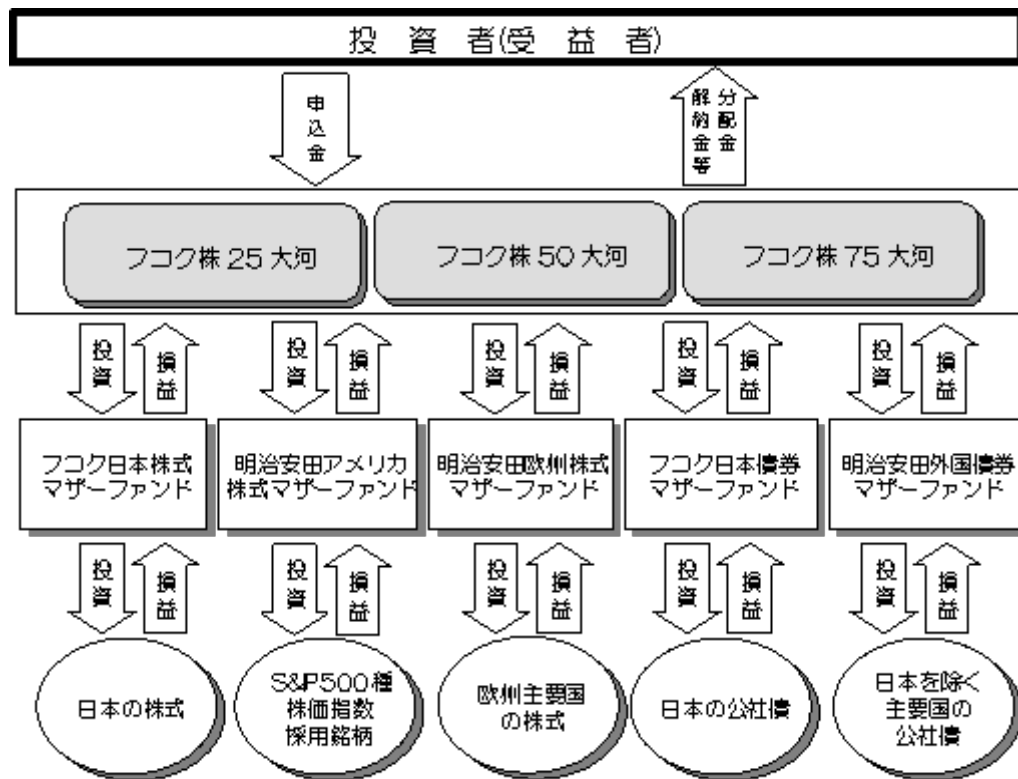 投 資 者(受 益 者)
申込金
分配金
解約金等
フコク株25大河
フコク株50大河
フコク株75大河
投資
損益
投資
損益
投資
損益
投資
損益
投資
損益
フコク日本株式
マザーファンド
明治安田アメリカ
株式マザーファンド
明治安田欧州株式
マザーファンド
フコク日本債券
マザーファンド
明治安田外国債券
マザーファンド
投資
損益
投資
損益
投資
損益
投資
損益
投資
損益
日本の株式
S&P500種
株価指数
採用銘柄
欧州主要国
の株式
日本の公社債
日本を除く
主要国の
公社債